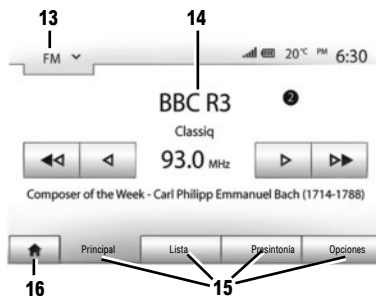 13
14
FM
20°C PM 6:30
BBC R3
2
Classiq
93.0 MHz
Composer of the Week - Carl Philipp Emmanuel Bach (1714-1788)
Principal Lista Presintonía Opciones
16
15